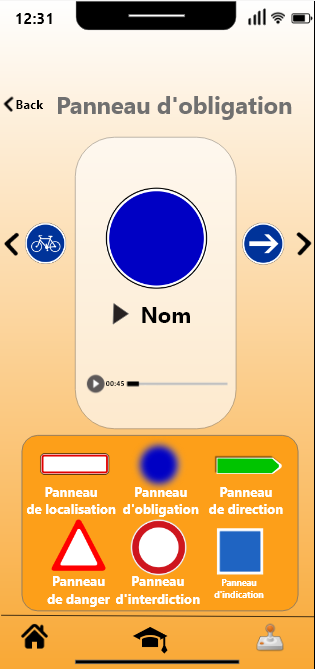 12:31
Back
Panneau d'obligation
Nom
00:45
Panneau
de localisation
Panneau
d'obligation
Panneau
de direction
Panneau
de danger
Panneau
d'interdiction
Panneau
d'indication